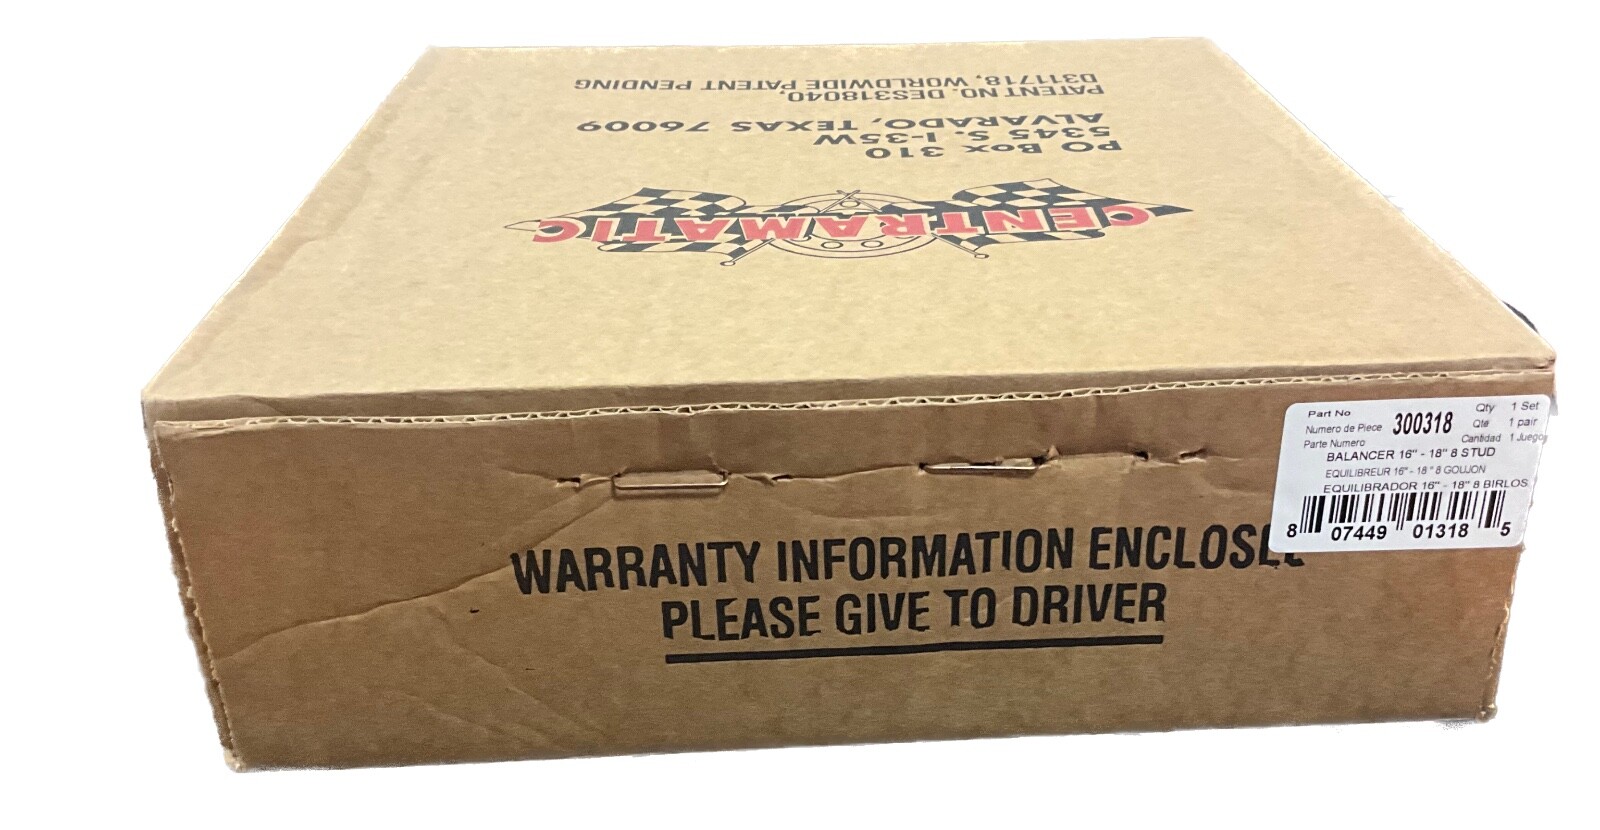 CENTRAMATIC
PO Box 310
5345 S. I-35W
ALVARADO, TEXAS 76009
PATENT NO. DES318040,
D311718, WORLDWIDE PATENT PENDING
WARRANTY INFORMATION ENCLOSE
PLEASE GIVE TO DRIVER
Part No
Numero de Piece
Parte Numero
300318
Qty 1 Set
Qte 1 pair
Cantidad 1 Juego
BALANCER 16" - 18" 8 STUD
EQUILIBREUR 16" - 18 " 8 GOUJON
EQUILIBRADOR 16" - 18" 8 BIRLOS
8 07449 01318 5